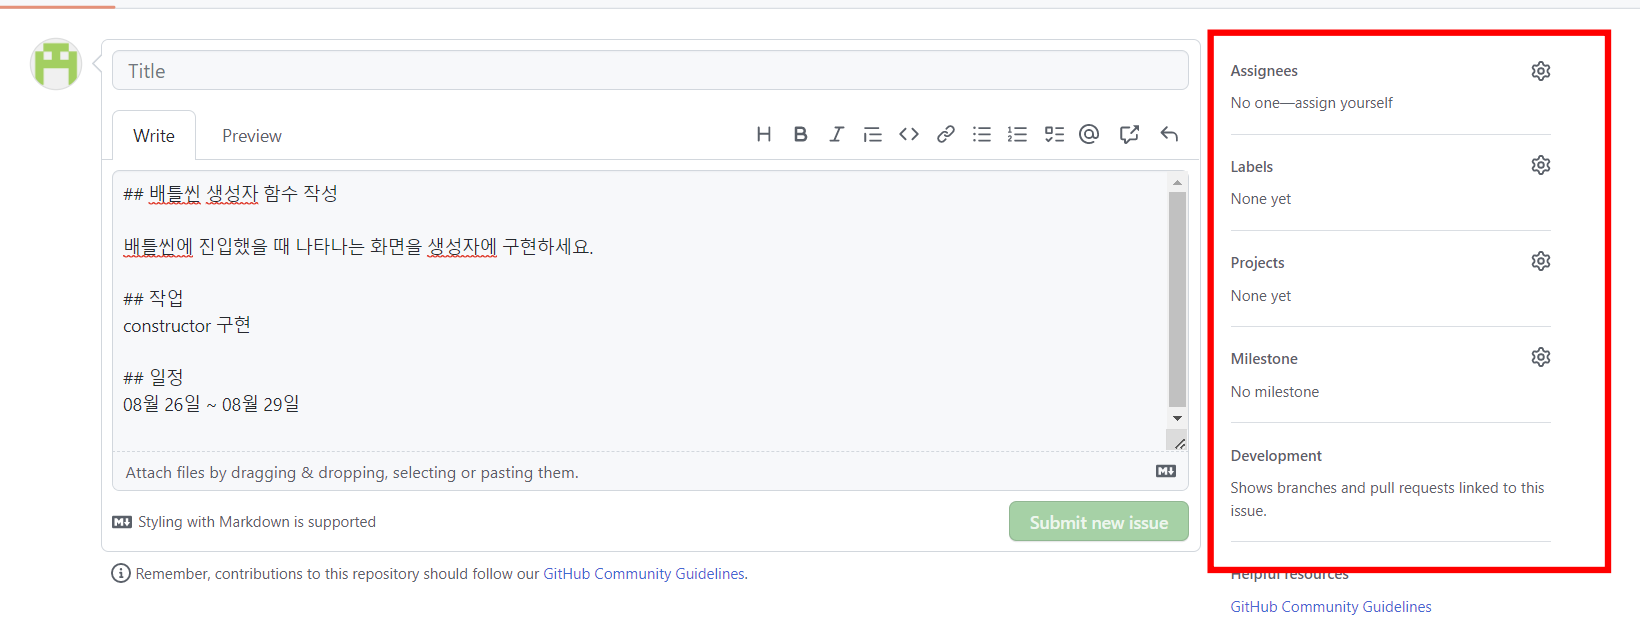 Title
Write
Preview
## 배틀씬 생성자 함수 작성
배틀씬에 진입했을 때 나타나는 화면을 생성자에 구현하세요.
## 작업
constructor 구현
## 일정
08월 26일 ~ 08월 29일
Attach files by dragging & dropping, selecting or pasting them.
Styling with Markdown is supported
Submit new issue
Remember, contributions to this repository should follow our GitHub Community Guidelines.
Assignees
No one—assign yourself
Labels
None yet
Projects
None yet
Milestone
No milestone
Development
Shows branches and pull requests linked to this
issue.
Helpful resources
GitHub Community Guidelines